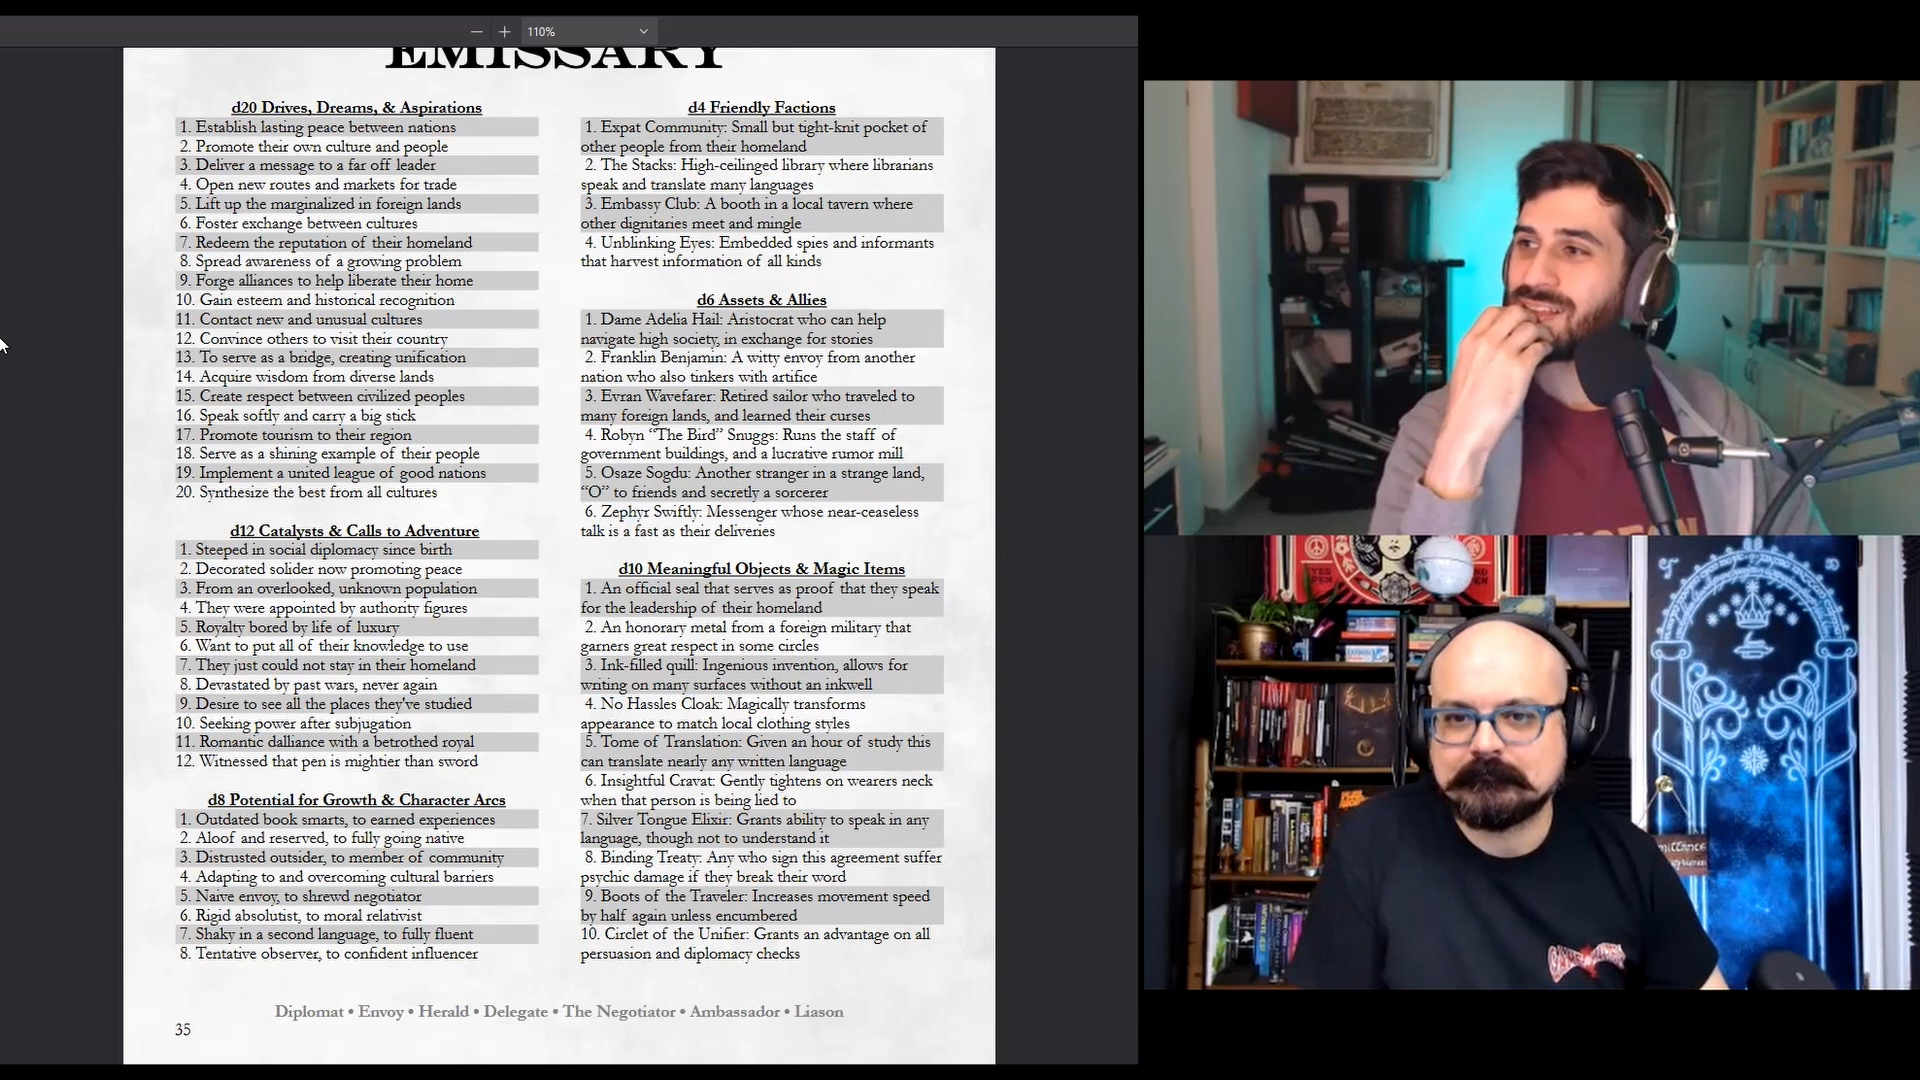 110%
EMISSARY
d20 Drives, Dreams, & Aspirations
1. Establish lasting peace between nations
2. Promote their own culture and people
3. Deliver a message to a far off leader
4. Open new routes and markets for trade
5. Lift up the marginalized in foreign lands
6. Foster exchange between cultures
7. Redeem the reputation of their homeland
8. Spread awareness of a growing problem
9. Forge alliances to help liberate their home
10. Gain esteem and historical recognition
11. Contact new and unusual cultures
12. Convince others to visit their country
13. To serve as a bridge, creating unification
14. Acquire wisdom from diverse lands
15. Create respect between civilized peoples
16. Speak softly and carry a big stick
17. Promote tourism to their region
18. Serve as a shining example of their people
19. Implement a united league of good nations
20. Synthesize the best from all cultures
d12 Catalysts & Calls to Adventure
1. Steeped in social diplomacy since birth
2. Decorated solider now promoting peace
3. From an overlooked, unknown population
4. They were appointed by authority figures
5. Royalty bored by life of luxury
6. Want to put all of their knowledge to use
7. They just could not stay in their homeland
8. Devastated by past wars, never again
9. Desire to see all the places they've studied
10. Seeking power after subjugation
11. Romantic dalliance with a betrothed royal
12. Witnessed that pen is mightier than sword
d8 Potential for Growth & Character Arcs
1. Outdated book smarts, to earned experiences
2. Aloof and reserved, to fully going native
3. Distrusted outsider, to member of community
4. Adapting to and overcoming cultural barriers
5. Naive envoy, to shrewd negotiator
6. Rigid absolutist, to moral relativist
7. Shaky in a second language, to fully fluent
8. Tentative observer, to confident influencer
d4 Friendly Factions
1. Expat Community: Small but tight-knit pocket of
other people from their homeland
2. The Stacks: High-ceilinged library where librarians
speak and translate many languages
3. Embassy Club: A booth in a local tavern where
other dignitaries meet and mingle
4. Unblinking Eyes: Embedded spies and informants
that harvest information of all kinds
d6 Assets & Allies
1. Dame Adelia Hail: Aristocrat who can help
navigate high society, in exchange for stories
2. Franklin Benjamin: A witty envoy from another
nation who also tinkers with artifice
3. Evran Wavefarer: Retired sailor who traveled to
many foreign lands, and learned their curses
4. Robyn “The Bird” Snuggs: Runs the staff of
government buildings, and a lucrative rumor mill
5. Osaze Sogdu: Another stranger in a strange land,
“O” to friends and secretly a sorcerer
6. Zephyr Swiftly: Messenger whose near-ceaseless
talk is a fast as their deliveries
d10 Meaningful Objects & Magic Items
1. An official seal that serves as proof that they speak
for the leadership of their homeland
2. An honorary metal from a foreign military that
garners great respect in some circles
3. Ink-filled quill: Ingenious invention, allows for
writing on many surfaces without an inkwell
4. No Hassles Cloak: Magically transforms
appearance to match local clothing styles
5. Tome of Translation: Given an hour of study this
can translate nearly any written language
6. Insightful Cravat: Gently tightens on wearers neck
when that person is being lied to
7. Silver Tongue Elixir: Grants ability to speak in any
language, though not to understand it
8. Binding Treaty: Any who sign this agreement suffer
psychic damage if they break their word
9. Boots of the Traveler: Increases movement speed
by half again unless encumbered
10. Circlet of the Unifier: Grants an advantage on all
persuasion and diplomacy checks
Diplomat • Envoy • Herald • Delegate • The Negotiator • Ambassador • Liason
35